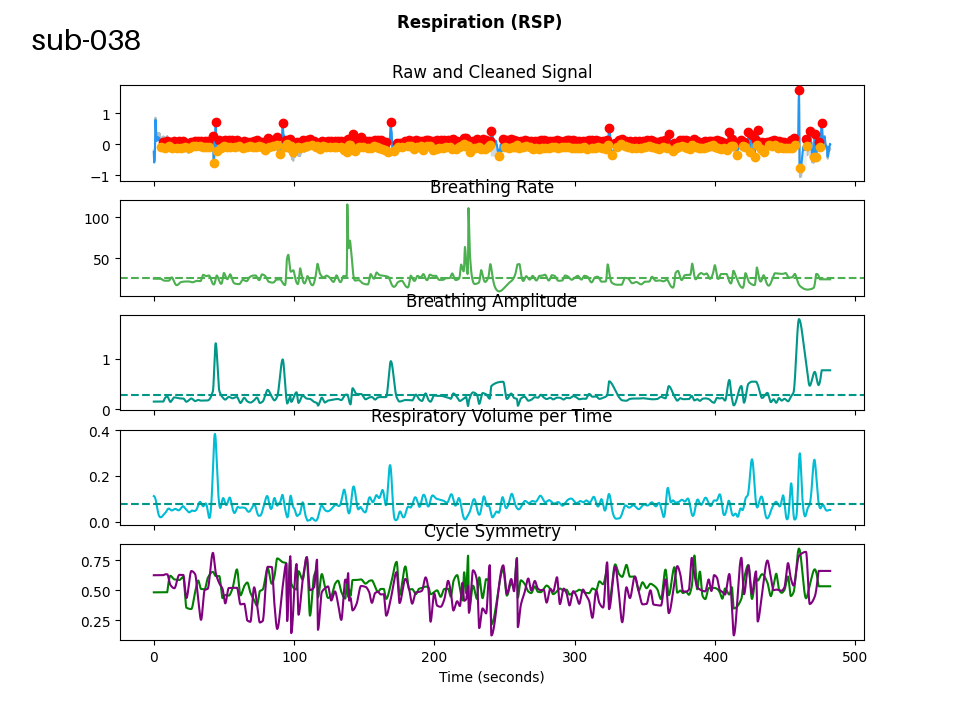 Respiration (RSP)
sub-038
Raw and Cleaned Signal
1
0
−1
Breathing Rate
100
50
Breathing Amplitude
1
0
Respiratory Volume per Time
0.4
0.2
0.0
Cycle Symmetry
0.75
0.50
0.25
0 100 200 300 400 500
Time (seconds)